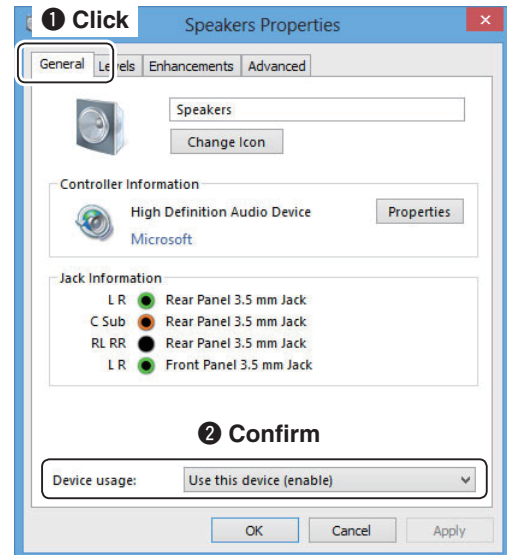 ❶ Click
Speakers Properties
General Levels Enhancements Advanced
Speakers
Change Icon
Controller Information
High Definition Audio Device Properties
Microsoft
Jack Information
L R Rear Panel 3.5 mm Jack
C Sub Rear Panel 3.5 mm Jack
RL RR Rear Panel 3.5 mm Jack
L R Front Panel 3.5 mm Jack
❷ Confirm
Device usage: Use this device (enable)
OK Cancel Apply